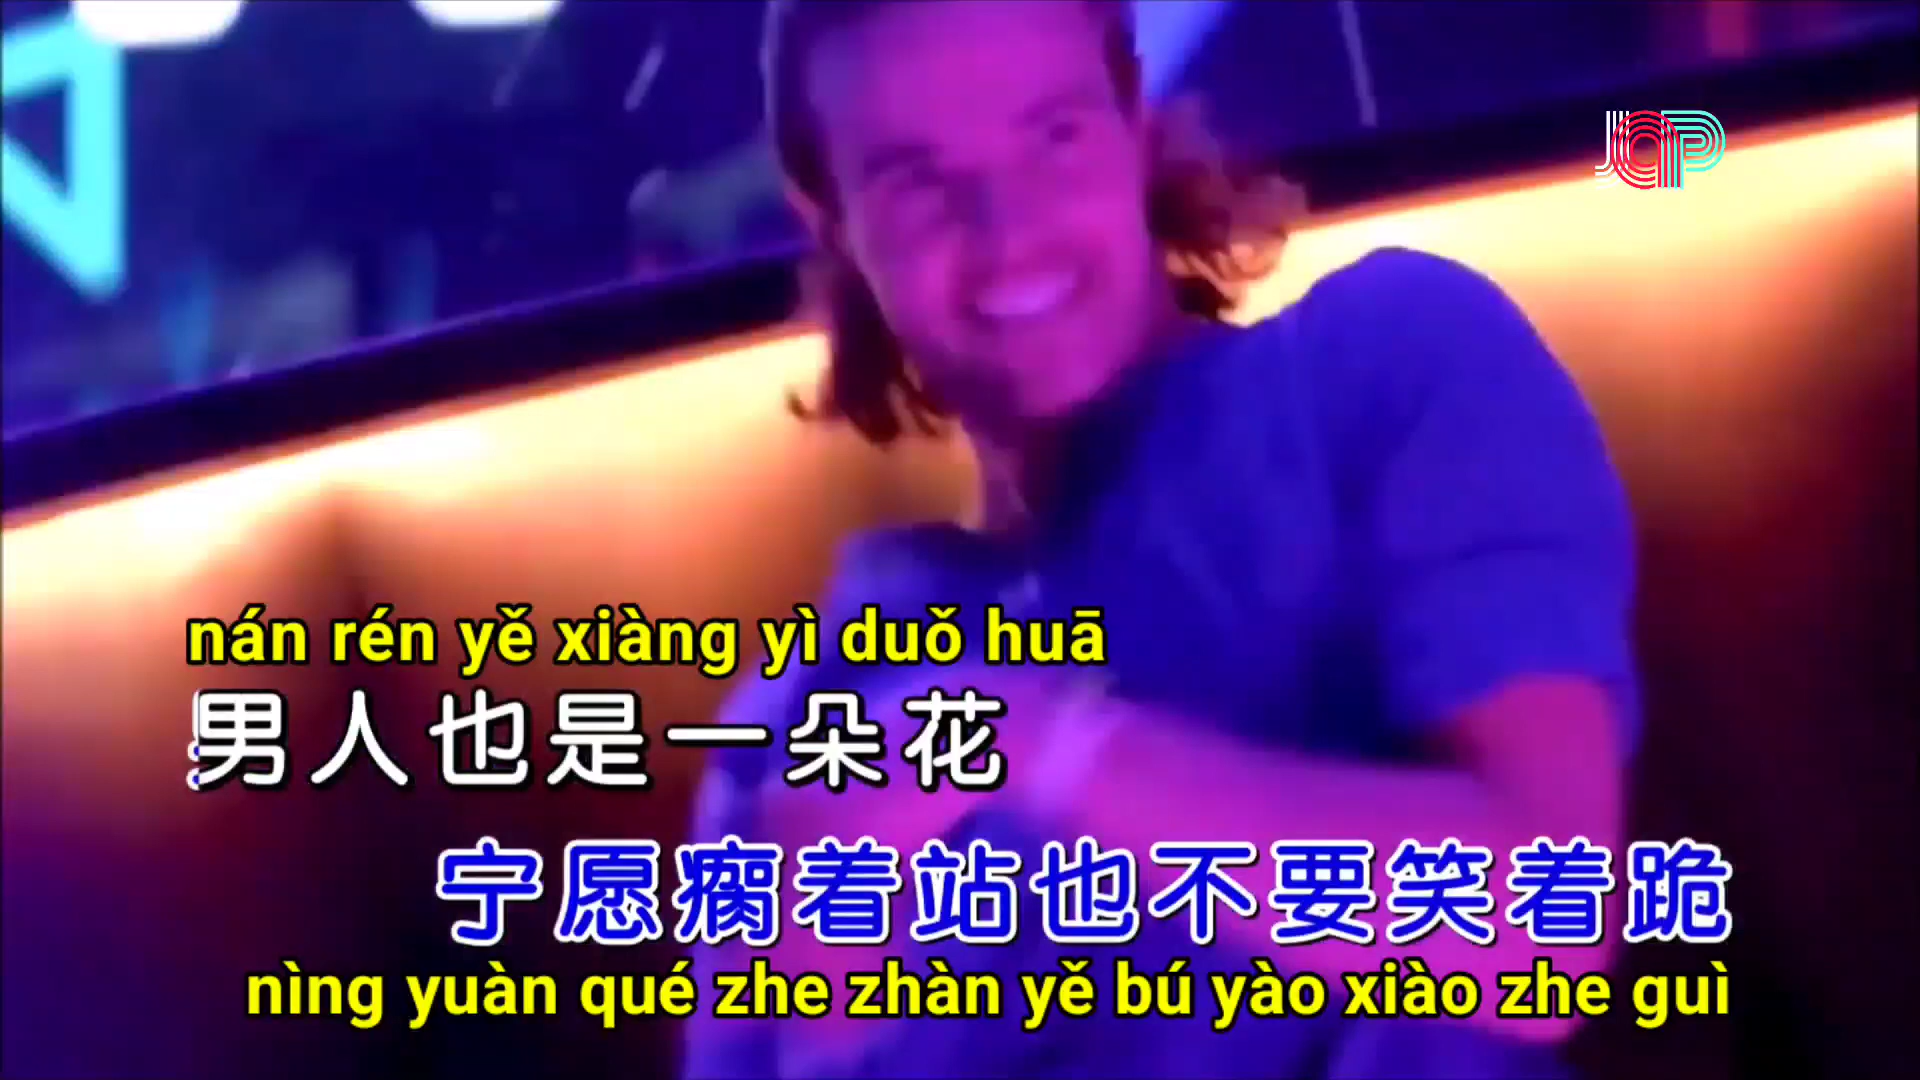 JQP
nán rén yě xiàng yì duǒ huā
男人也是一朵花
宁愿瘸着站也不要笑着跪
nìng yuàn qué zhe zhàn yě bú yào xiào zhe guì